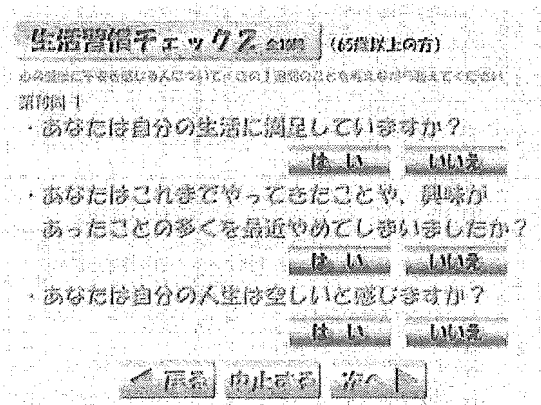 生活習慣チェックス 全10問 (65歳以上の方)
質問 1
・あなたは自分の生活に満足していますか？
はい いいえ
・あなたはこれまでやってきたことや、興味が
あったことの多くを最近やめてしまいましたか？
はい いいえ
・あなたは自分の人生は空しいと感じますか？
はい いいえ
戻る 中止する 次へ